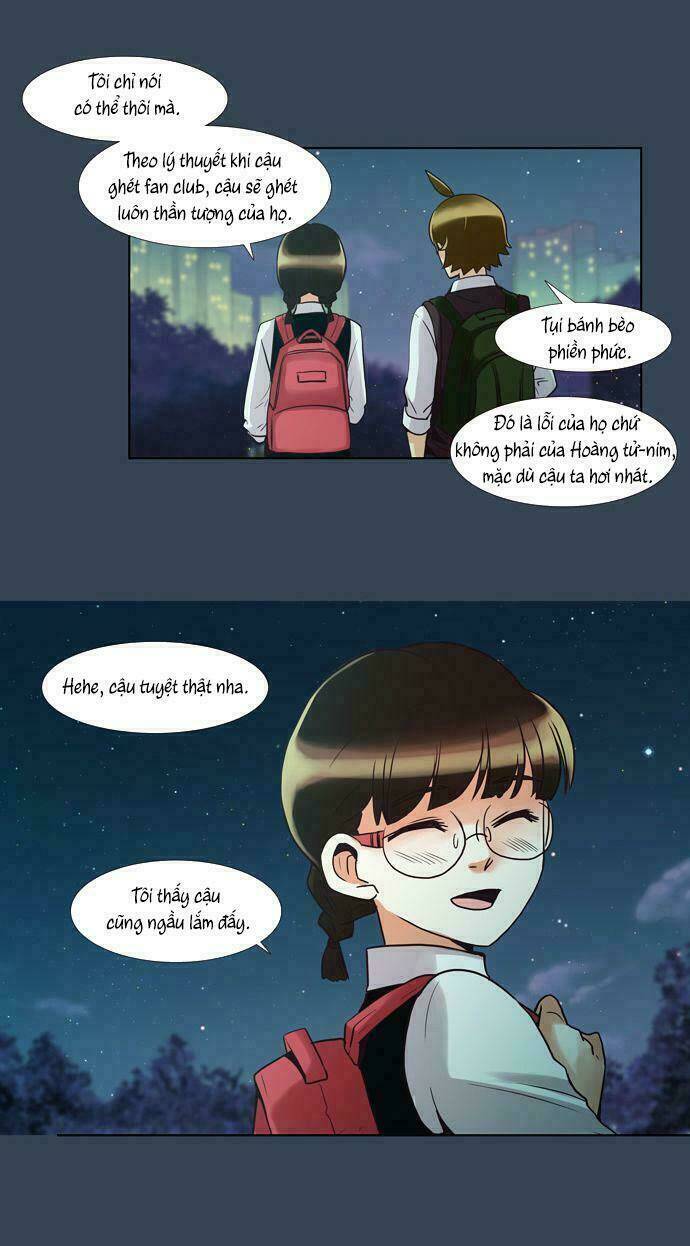 Tôi chỉ nói
có thể thôi mà.
Theo lý thuyết khi cậu
ghét fan club, cậu sẽ ghét
luôn thần tượng của họ.
Tụi bánh bèo
phiền phức.
Đó là lỗi của họ chứ
không phải của Hoàng tử-nim,
mặc dù cậu ta hơi nhát.
Hehe, cậu tuyệt thật nha.
Tôi thấy cậu
cũng ngầu lắm đấy.